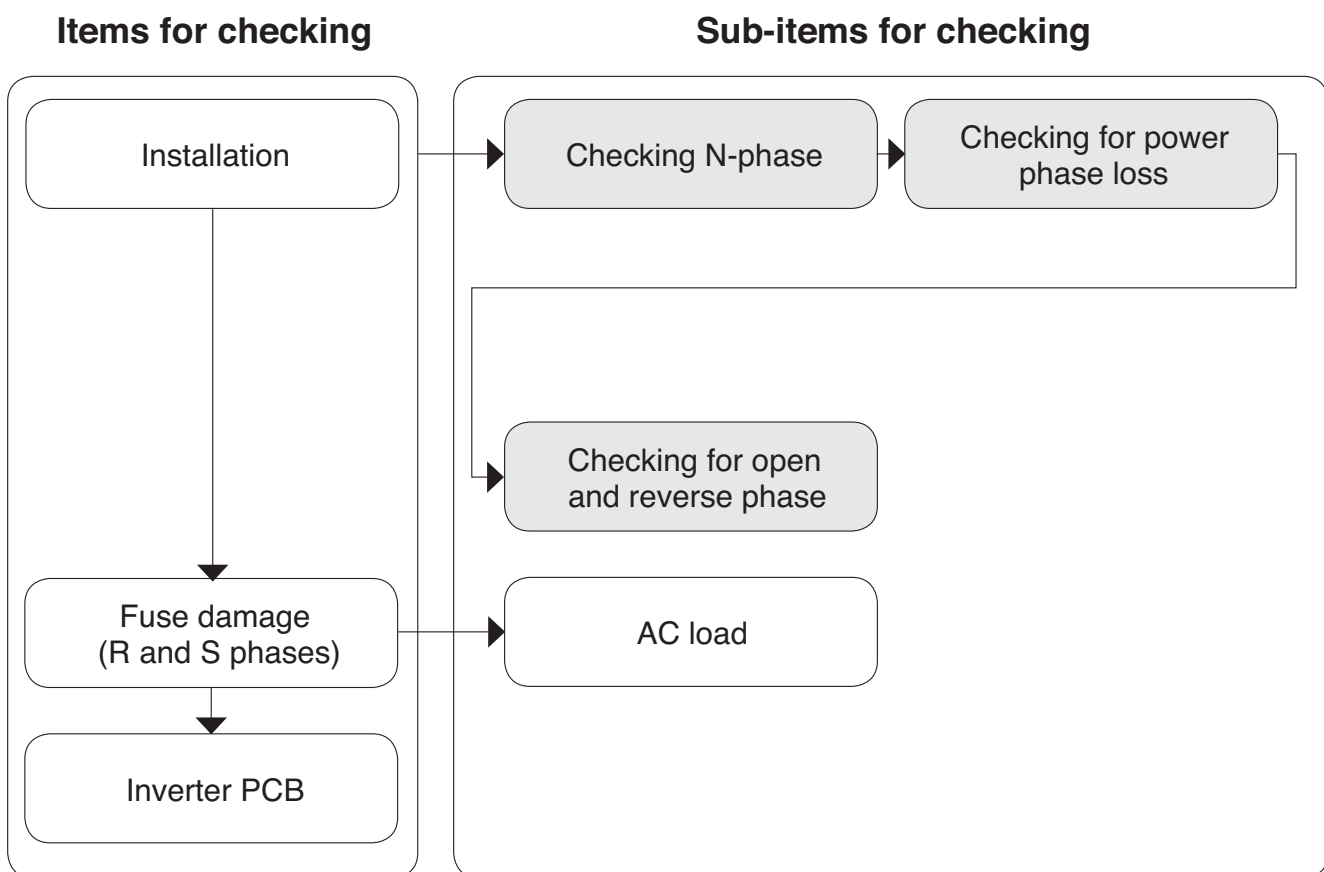 Items for checking
Sub-items for checking
Installation
Checking N-phase
Checking for power
phase loss
Checking for open
and reverse phase
Fuse damage
(R and S phases)
AC load
Inverter PCB